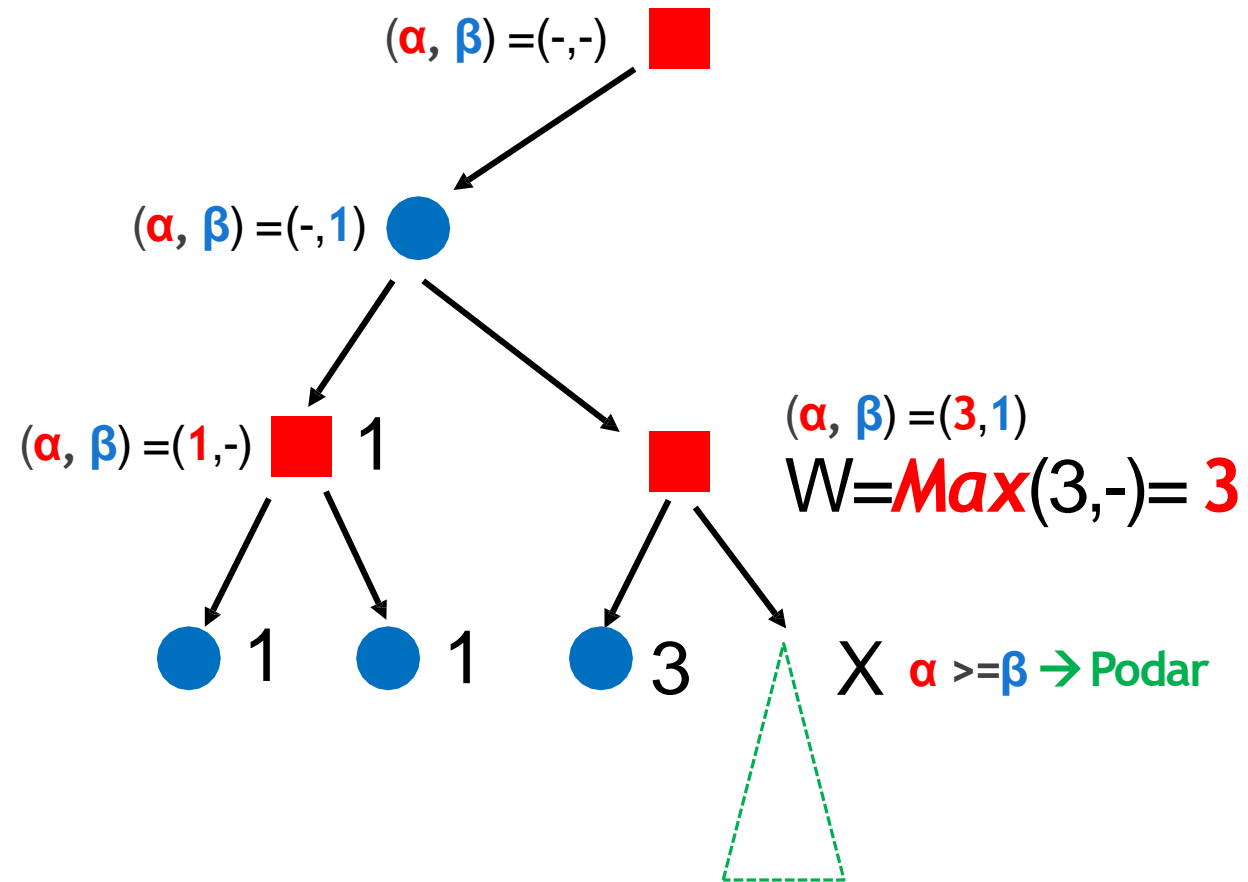 (α, β) =(-,-)
(α, β) =(-,1)
(α, β) =(1,-)
1
(α, β) =(3,1)
W=Max(3,-)= 3
1
1
3
X
α >=β → Podar